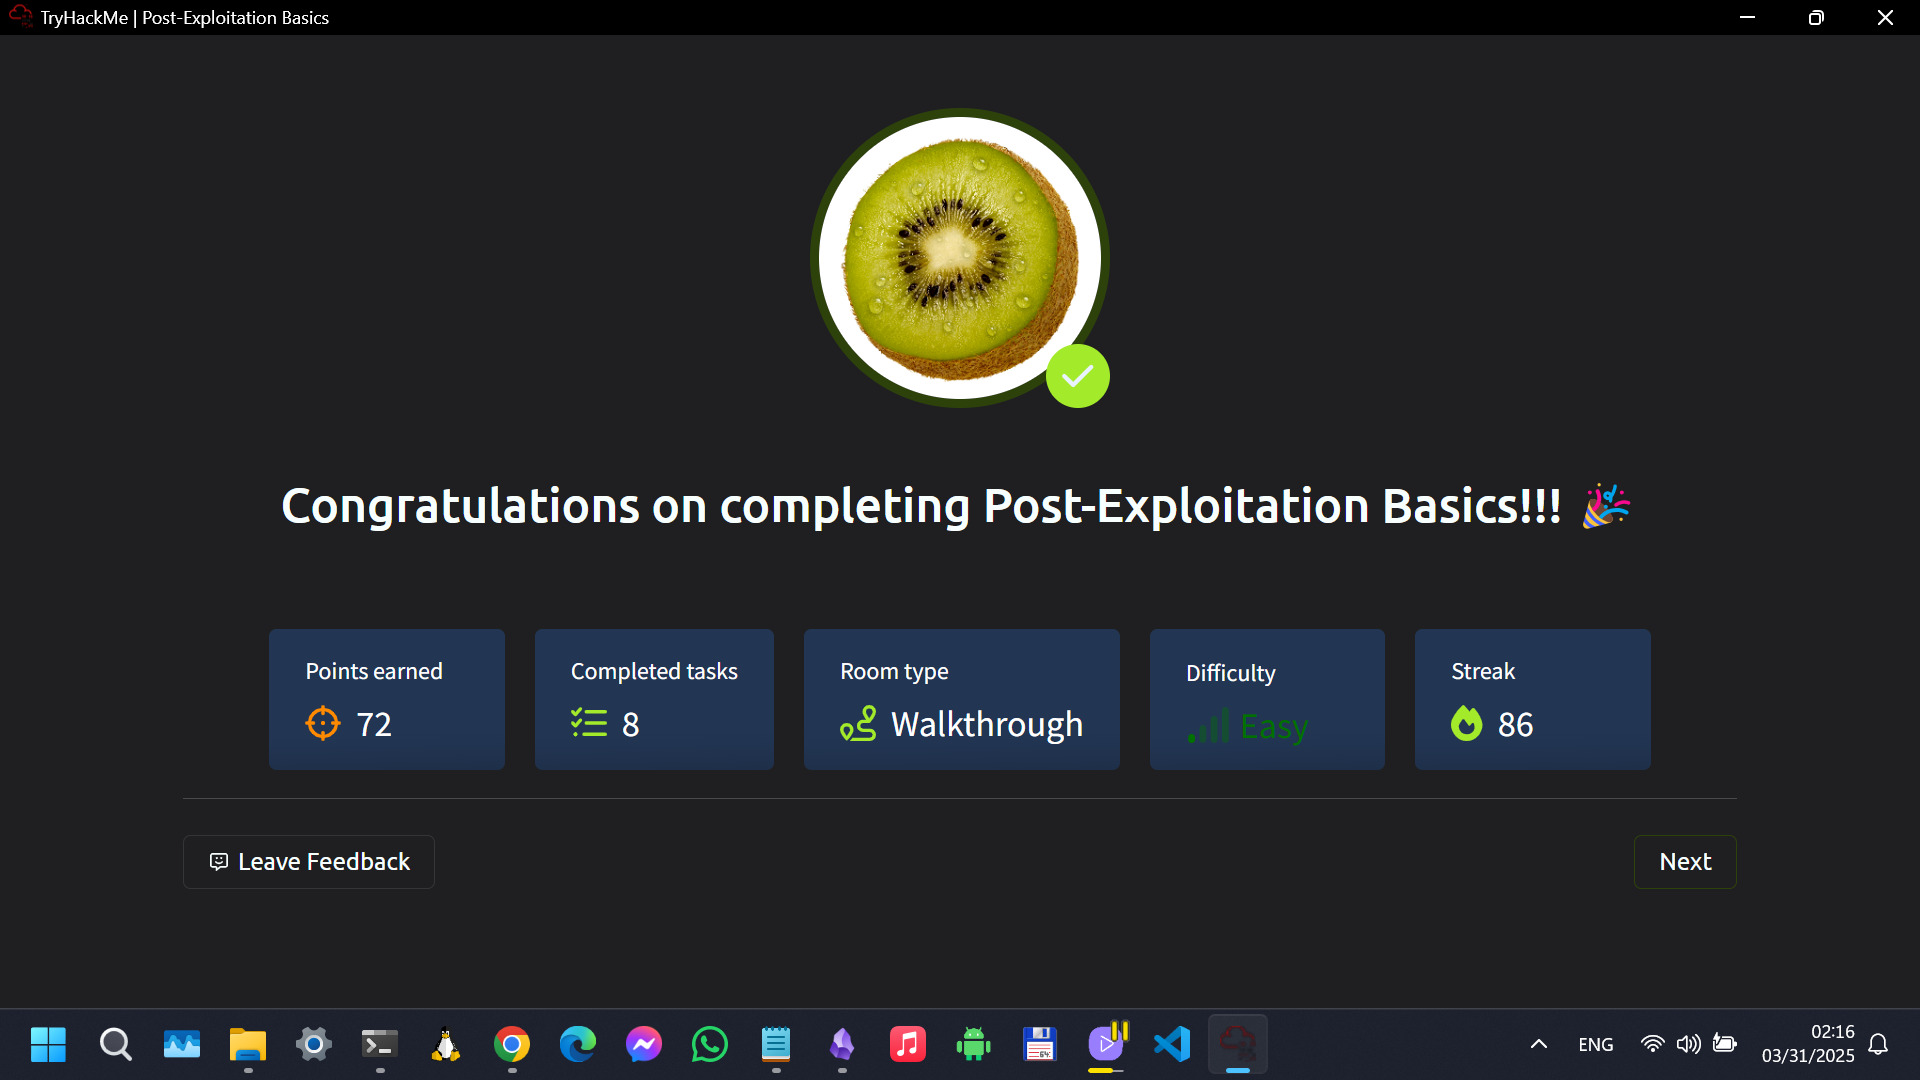 TryHackMe | Post-Exploitation Basics
Congratulations on completing Post-Exploitation Basics!!! 🎉
Points earned
72
Completed tasks
8
Room type
Walkthrough
Difficulty
Easy
Streak
86
Leave Feedback
Next
64
ENG
02:16
03/31/2025